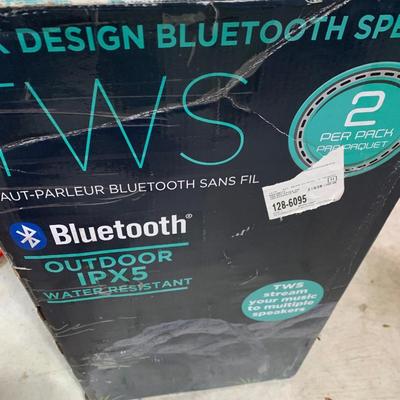 DESIGN BLUETOOTH SPE
TWS
2
PER PACK
PAR/PAQUET
AUT-PARLEUR BLUETOOTH SANS FIL
128-6095
Bluetooth®
OUTDOOR
IPX5
WATER RESISTANT
TWS
stream
your music
to multiple
speakers